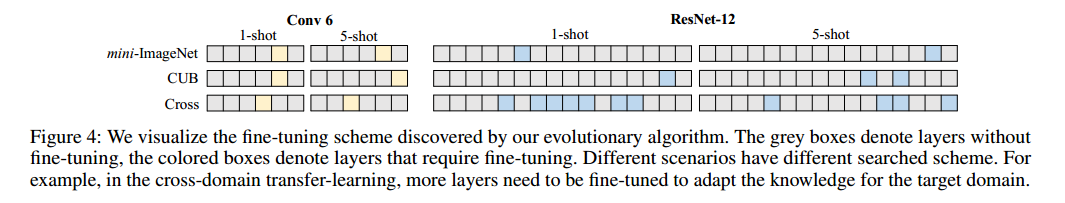 Conv 6 ResNet-12
1-shot 5-shot 1-shot 5-shot
mini-ImageNet
CUB
Cross
Figure 4: We visualize the fine-tuning scheme discovered by our evolutionary algorithm. The grey boxes denote layers without
fine-tuning, the colored boxes denote layers that require fine-tuning. Different scenarios have different searched scheme. For
example, in the cross-domain transfer-learning, more layers need to be fine-tuned to adapt the knowledge for the target domain.